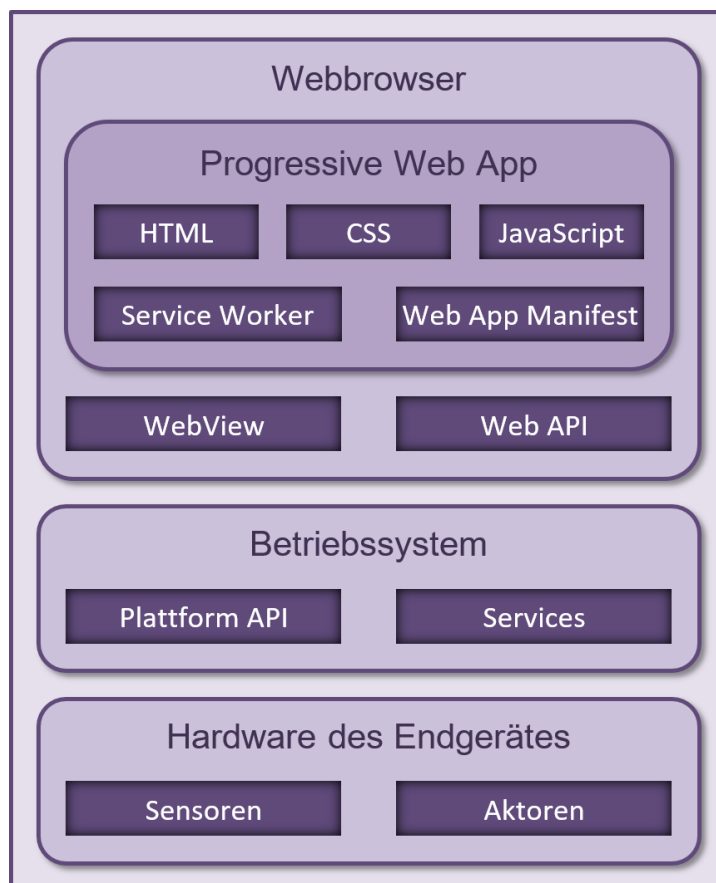 Webbrowser
Progressive Web App
HTML
CSS
JavaScript
Service Worker
Web App Manifest
WebView
Web API
Betriebssystem
Plattform API
Services
Hardware des Endgerätes
Sensoren
Aktoren